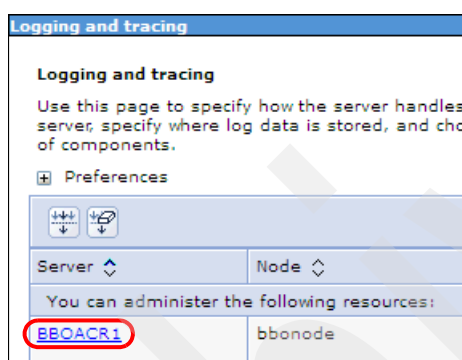 Logging and tracing
Logging and tracing
Use this page to specify how the server handles
server, specify where log data is stored, and
of components.
Preferences
Server
Node
You can administer the following resources:
BBOACR1
bbonode